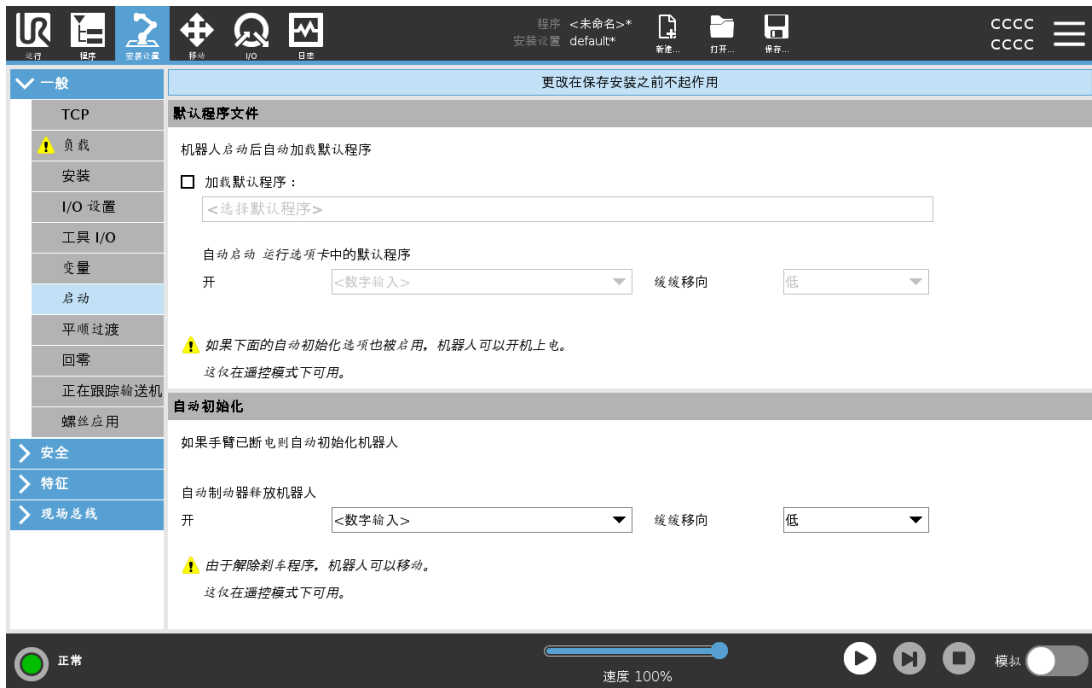 运行
程序
安装设置
移动
I/O
日志
程序 <未命名>*
安装设置 default*
新建...
打开...
保存...
CCCC
CCCC
一般
TCP
负载
安装
I/O 设置
工具 I/O
变量
启动
平顺过渡
回零
正在跟踪输送机
螺丝应用
安全
特征
现场总线
更改在保存安装之前不起作用
默认程序文件
机器人启动后自动加载默认程序
加载默认程序：
<选择默认程序>
自动启动 运行选项卡中的默认程序
开 <数字输入> 缓缓移向 低
如果下面的自动初始化选项也被启用，机器人可以开机上电。
这仅在遥控模式下可用。
自动初始化
如果手臂已断电则自动初始化机器人
自动制动器释放机器人
开 <数字输入> 缓缓移向 低
由于解除刹车程序，机器人可以移动。
这仅在遥控模式下可用。
正常
速度 100%
模拟